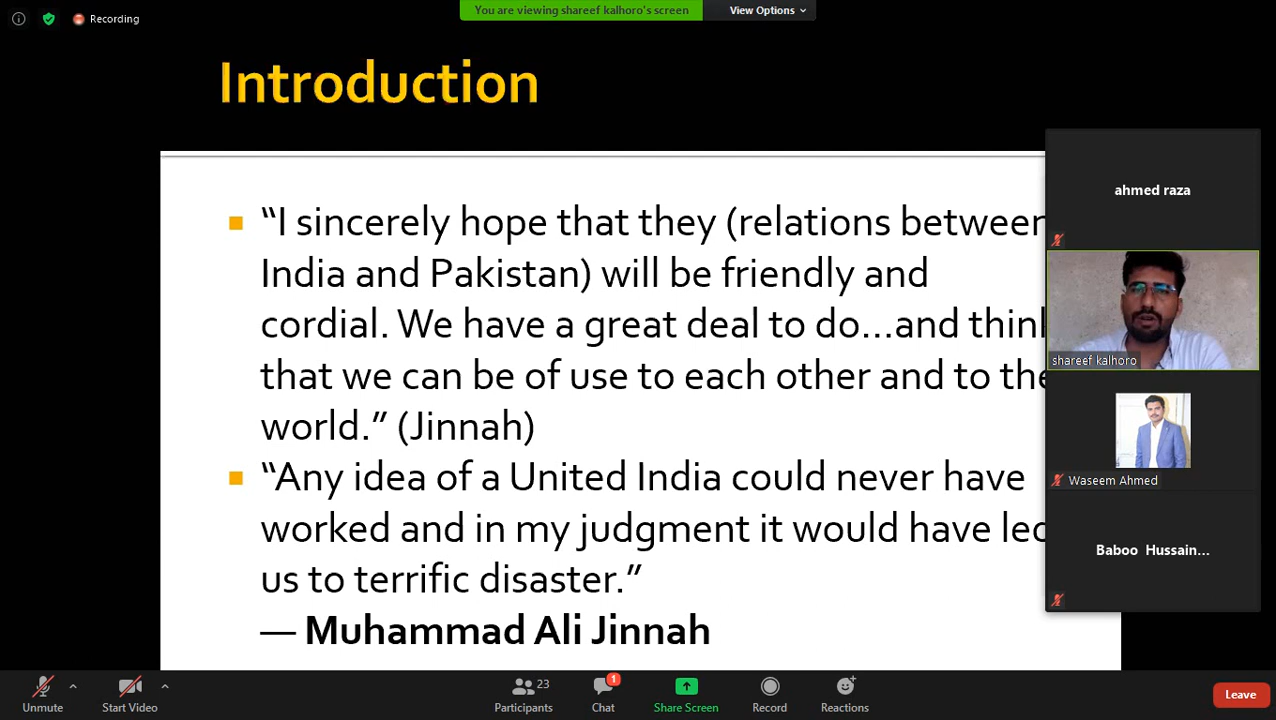 Recording
You are viewing shareef kalhoro's screen
View Options
Introduction
“I sincerely hope that they (relations between
India and Pakistan) will be friendly and
cordial. We have a great deal to do...and think
that we can be of use to each other and to the
world.” (Jinnah)
“Any idea of a United India could never have
worked and in my judgment it would have led
us to terrific disaster.”
— Muhammad Ali Jinnah
ahmed raza
shareef kalhoro
Waseem Ahmed
Baboo Hussain...
Unmute
Start Video
23
Participants
1
Chat
Share Screen
Record
Reactions
Leave